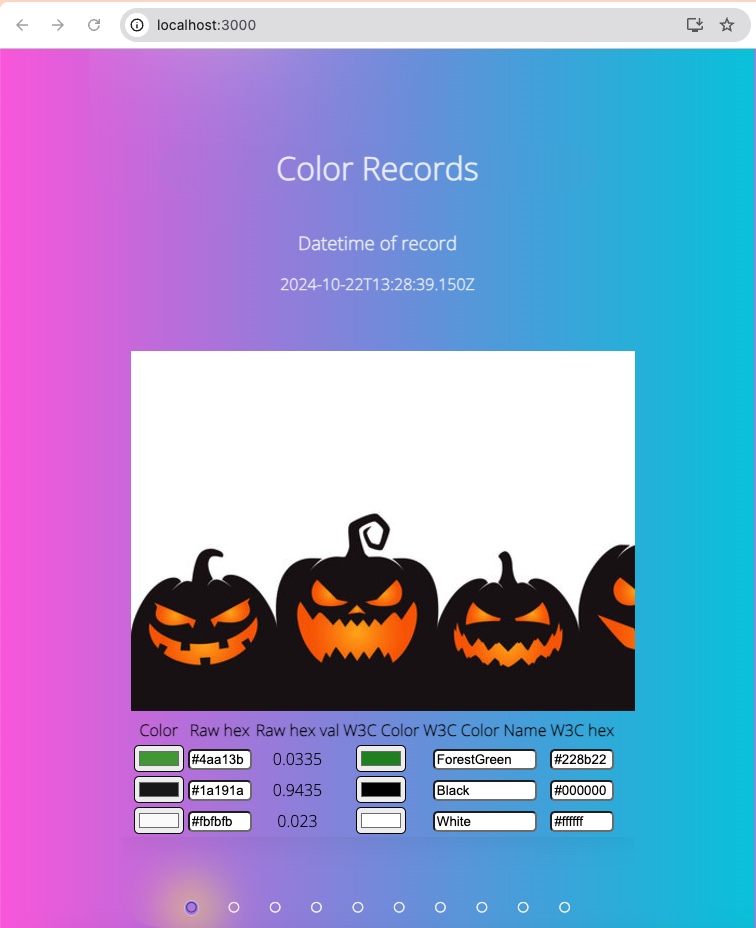 localhost:3000
Color Records
Datetime of record
2024-10-22T13:28:39.150Z
Color Raw hex Raw hex val W3C Color W3C Color Name W3C hex
#4aa13b 0.0335 ForestGreen #228b22
#1a191a 0.9435 Black #000000
#fbfbfb 0.023 White #ffffff